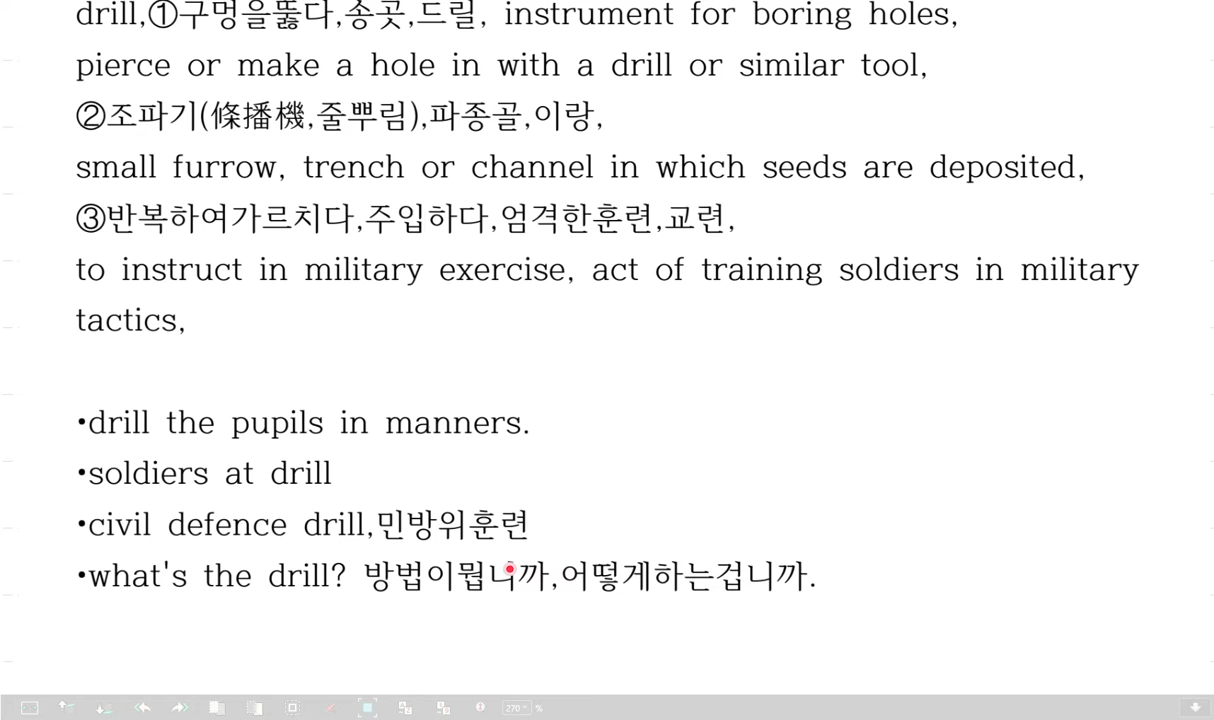 drill,①구멍을뚫다,송곳,드릴, instrument for boring holes,
pierce or make a hole in with a drill or similar tool,
②조파기(條播機,줄뿌림),파종골,이랑,
small furrow, trench or channel in which seeds are deposited,
③반복하여가르치다,주입하다,엄격한훈련,교련,
to instruct in military exercise, act of training soldiers in military
tactics,
•drill the pupils in manners.
•soldiers at drill
•civil defence drill,민방위훈련
•what's the drill? 방법이뭡니까,어떻게하는겁니까.
270 %